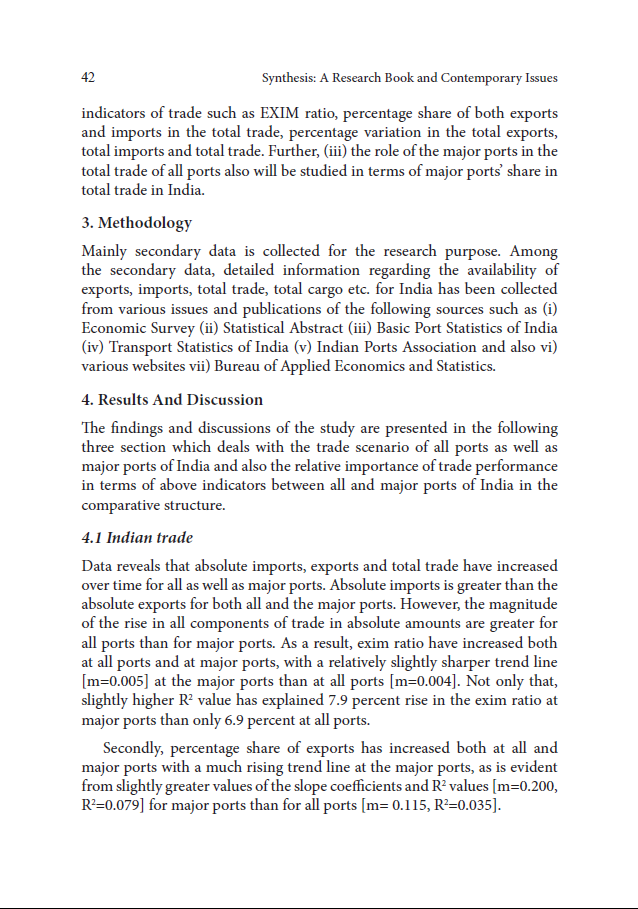 42 Synthesis: A Research Book and Contemporary Issues
indicators of trade such as EXIM ratio, percentage share of both exports
and imports in the total trade, percentage variation in the total exports,
total imports and total trade. Further, (iii) the role of the major ports in the
total trade of all ports also will be studied in terms of major ports’ share in
total trade in India.
3. Methodology
Mainly secondary data is collected for the research purpose. Among
the secondary data, detailed information regarding the availability of
exports, imports, total trade, total cargo etc. for India has been collected
from various issues and publications of the following sources such as (i)
Economic Survey (ii) Statistical Abstract (iii) Basic Port Statistics of India
(iv) Transport Statistics of India (v) Indian Ports Association and also vi)
various websites vii) Bureau of Applied Economics and Statistics.
4. Results And Discussion
The findings and discussions of the study are presented in the following
three section which deals with the trade scenario of all ports as well as
major ports of India and also the relative importance of trade performance
in terms of above indicators between all and major ports of India in the
comparative structure.
4.1 Indian trade
Data reveals that absolute imports, exports and total trade have increased
over time for all as well as major ports. Absolute imports is greater than the
absolute exports for both all and the major ports. However, the magnitude
of the rise in all components of trade in absolute amounts are greater for
all ports than for major ports. As a result, exim ratio have increased both
at all ports and at major ports, with a relatively slightly sharper trend line
[m=0.005] at the major ports than at all ports [m=0.004]. Not only that,
slightly higher R² value has explained 7.9 percent rise in the exim ratio at
major ports than only 6.9 percent at all ports.
Secondly, percentage share of exports has increased both at all and
major ports with a much rising trend line at the major ports, as is evident
from slightly greater values of the slope coefficients and R² values [m=0.200,
R²=0.079] for major ports than for all ports [m= 0.115, R²=0.035].